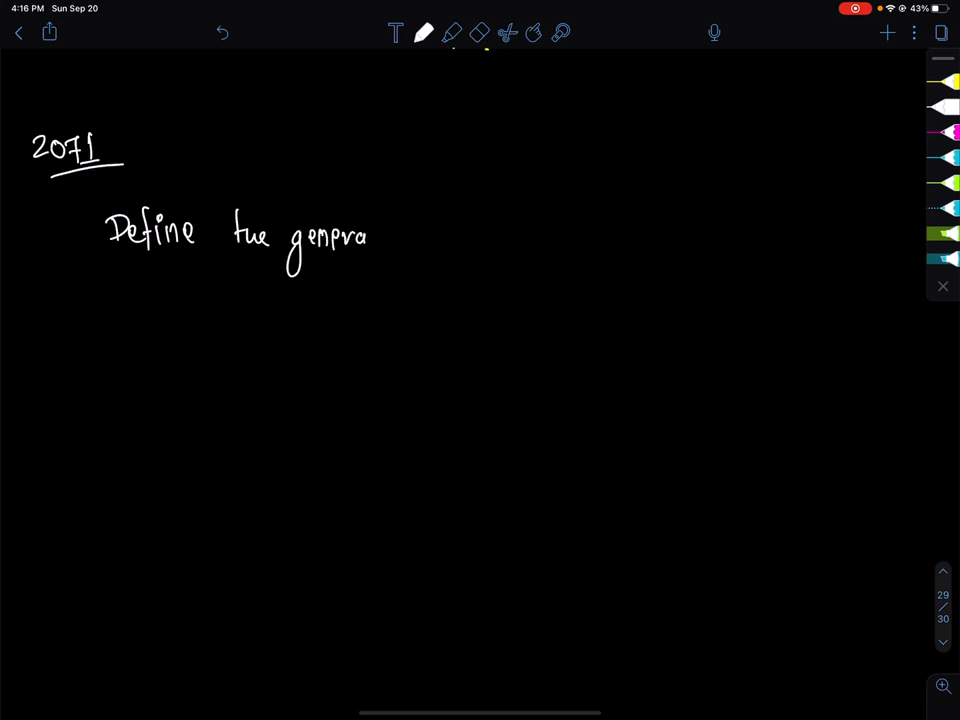 4:16 PM Sun Sep 20
43%
T
2071
Define the genera
29
30